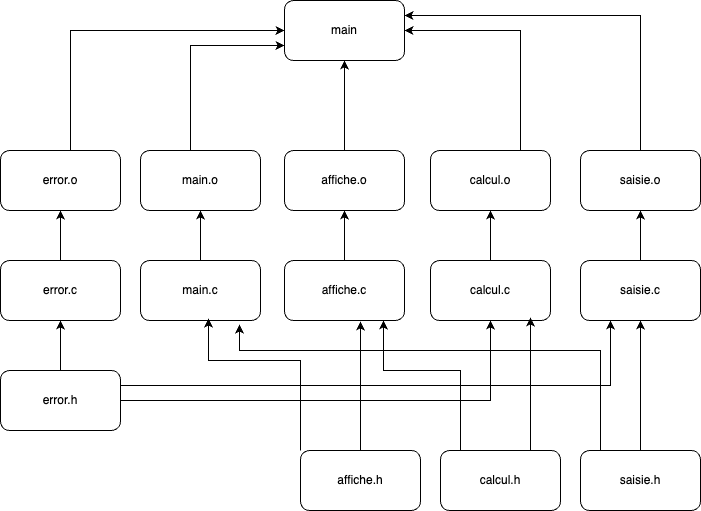 main
error.o
main.o
affiche.o
calcul.o
saisie.o
error.c
main.c
affiche.c
calcul.c
saisie.c
error.h
affiche.h
calcul.h
saisie.h